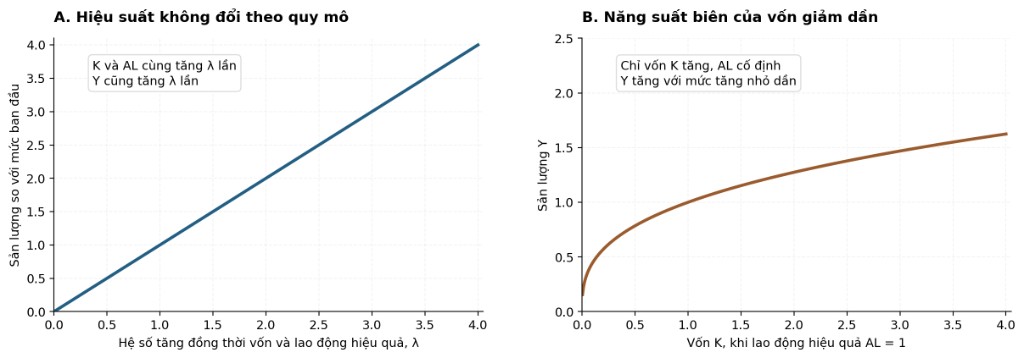 A. Hiệu suất không đổi theo quy mô
K và AL cùng tăng λ lần
Y cũng tăng λ lần
Sản lượng so với mức ban đầu
4.0
3.5
3.0
2.5
2.0
1.5
1.0
0.5
0.0
0.0 0.5 1.0 1.5 2.0 2.5 3.0 3.5 4.0
Hệ số tăng đồng thời vốn và lao động hiệu quả, λ
B. Năng suất biên của vốn giảm dần
Chỉ vốn K tăng, AL cố định
Y tăng với mức tăng nhỏ dần
Sản lượng Y
2.5
2.0
1.5
1.0
0.5
0.0
0.0 0.5 1.0 1.5 2.0 2.5 3.0 3.5 4.0
Vốn K, khi lao động hiệu quả AL = 1